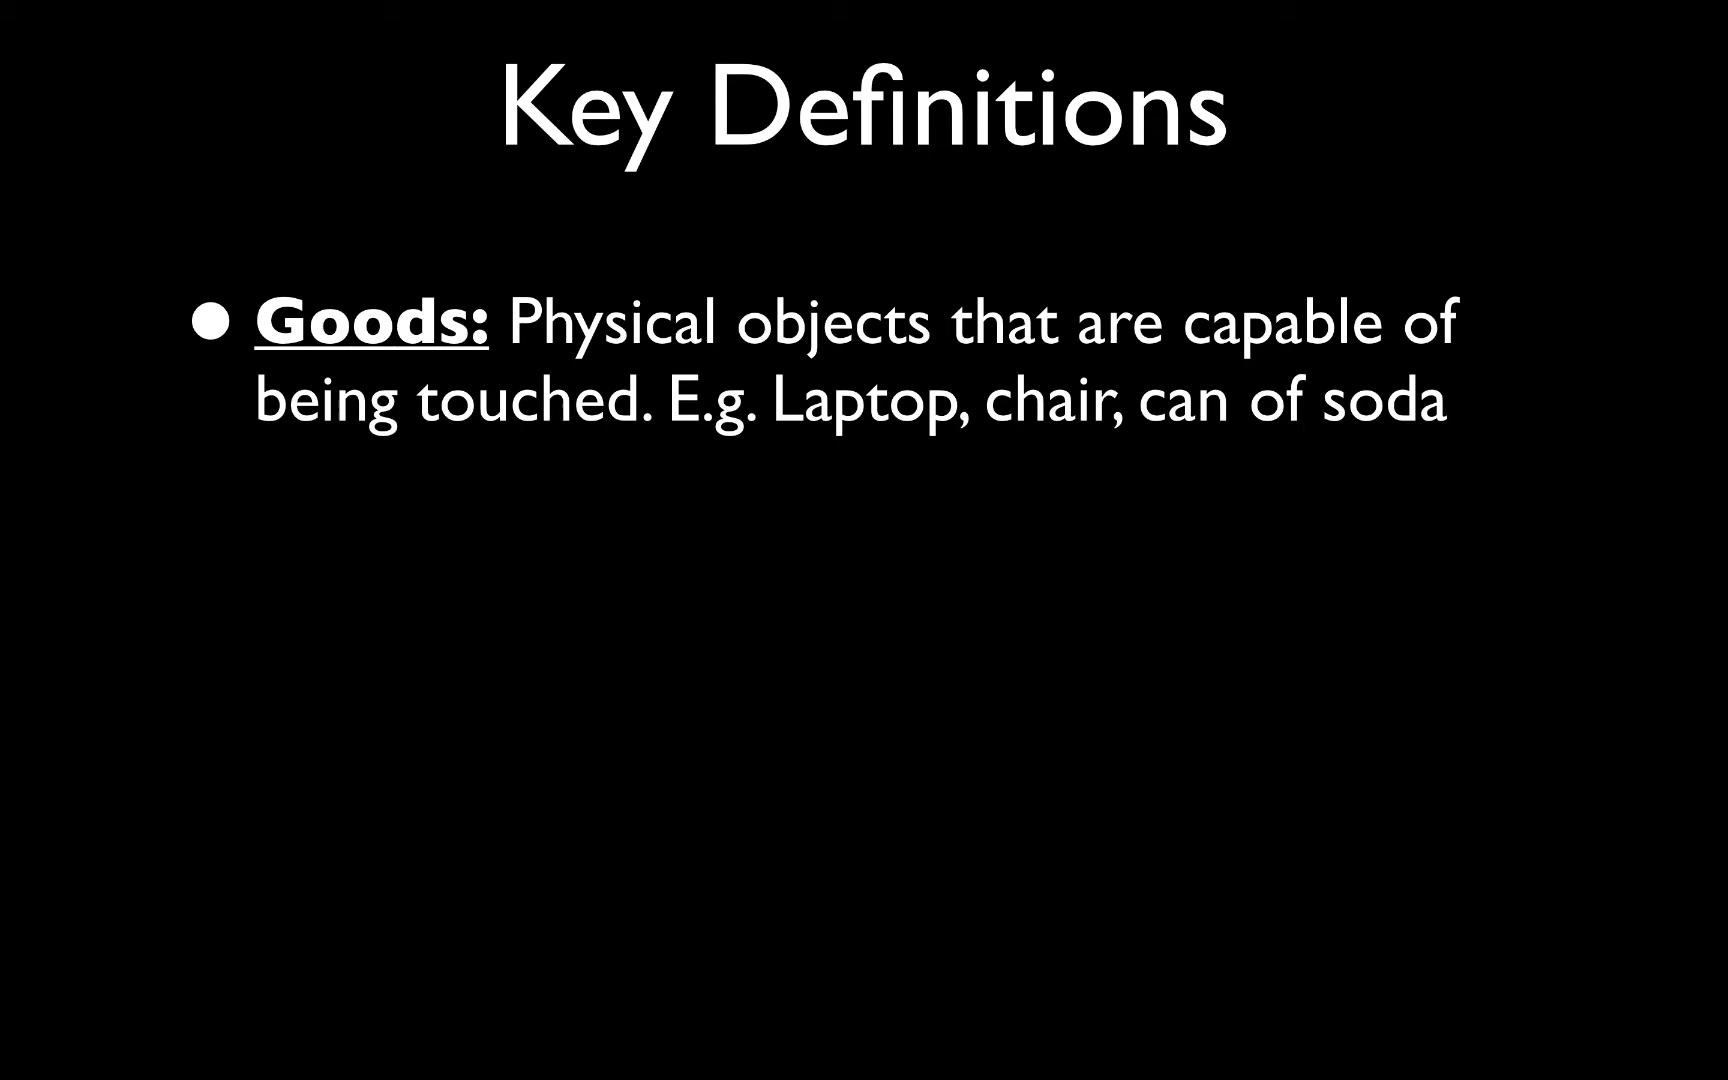 Key Definitions
• Goods: Physical objects that are capable of
being touched. E.g. Laptop, chair, can of soda